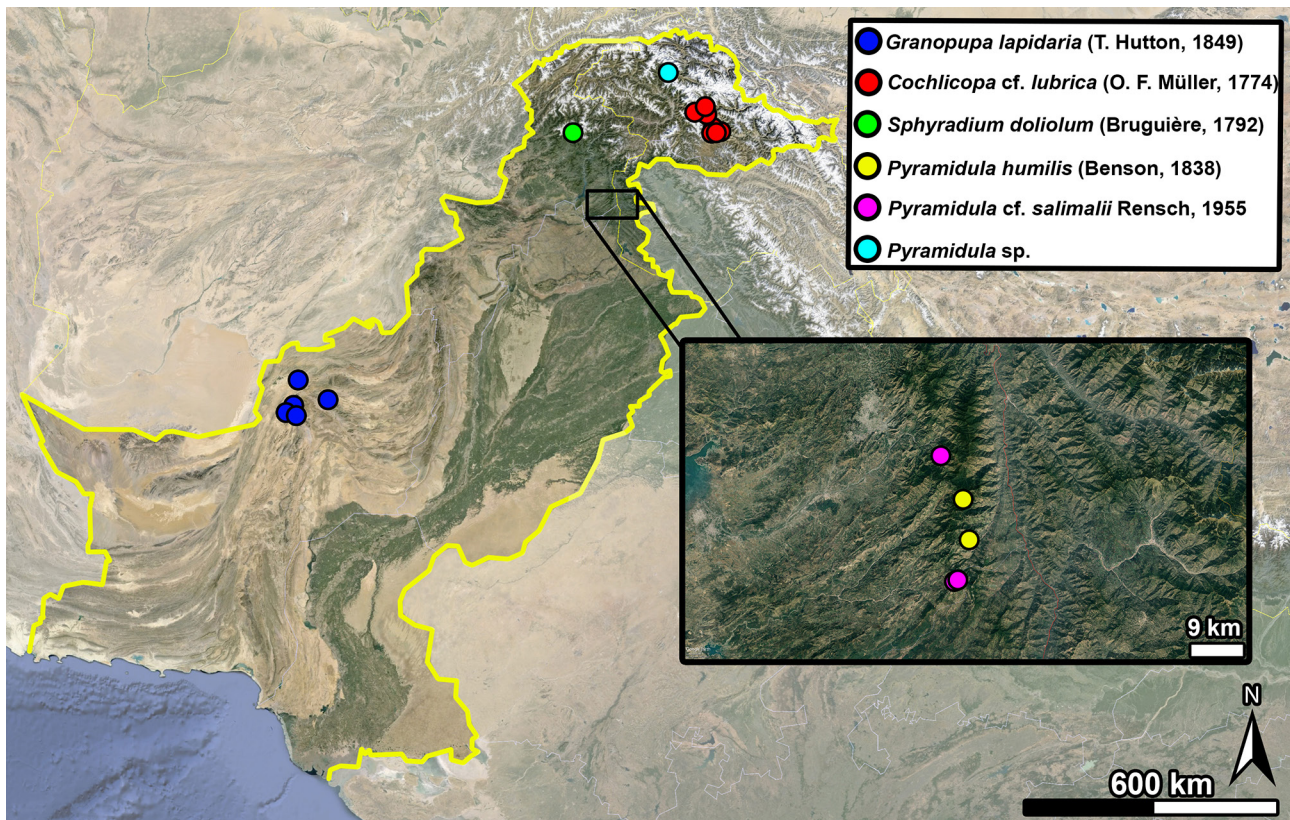 Granopupa lapidaria (T. Hutton, 1849)
Cochlicopa cf. lubrica (O. F. Müller, 1774)
Sphyradium doliolum (Bruguière, 1792)
Pyramidula humilis (Benson, 1838)
Pyramidula cf. salimalii Rensch, 1955
Pyramidula sp.
9 km
N
600 km